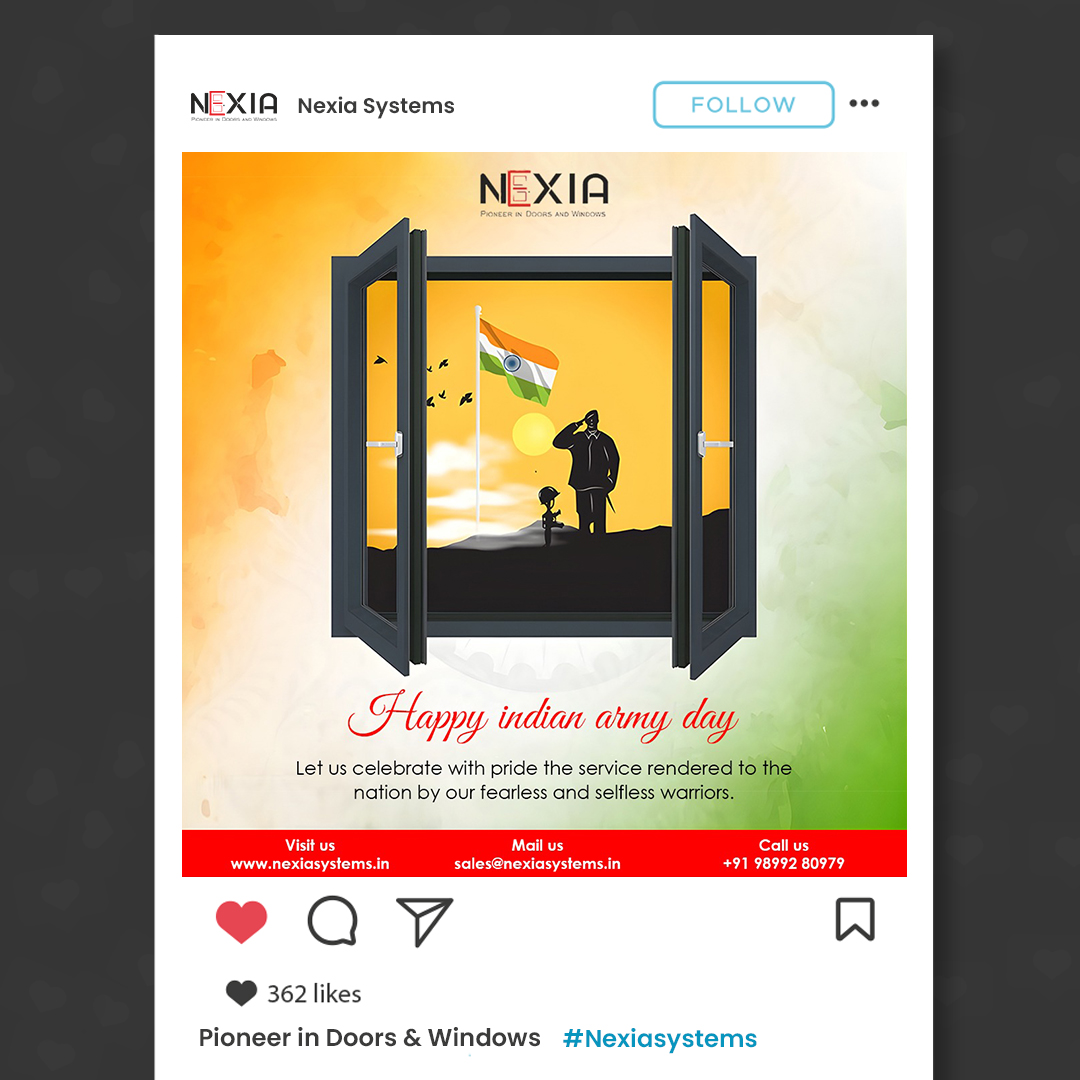 NEXIA
PIONEER IN DOORS AND WINDOWS
Nexia Systems
FOLLOW
NEXIA
PIONEER IN DOORS AND WINDOWS
Happy indian army day
Let us celebrate with pride the service rendered to the
nation by our fearless and selfless warriors.
Visit us
www.nexiasystems.in
Mail us
sales@nexiasystems.in
Call us
+91 98992 80979
362 likes
Pioneer in Doors & Windows #Nexiasystems